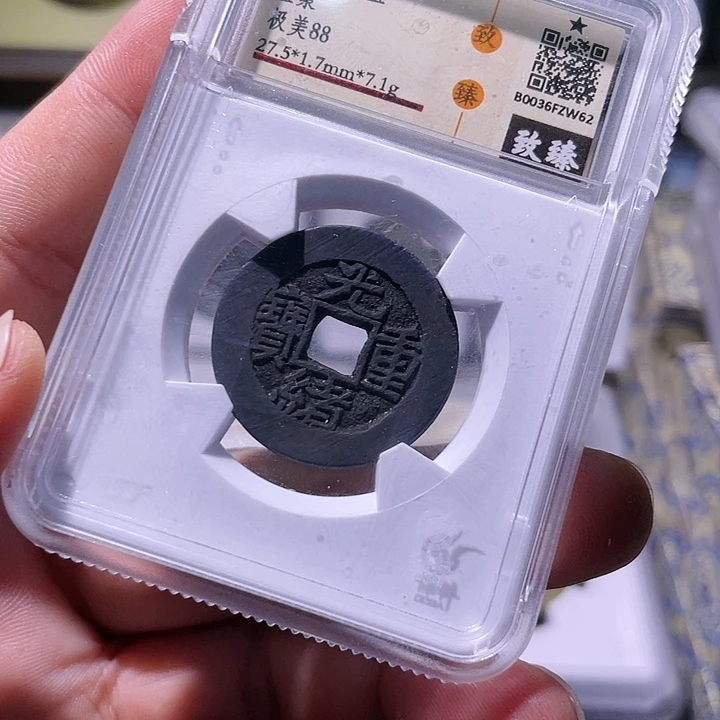 极美88
27.5*1.7mm*7.1g
致
臻
B0036FZW62
致臻
光
緒
重
寶